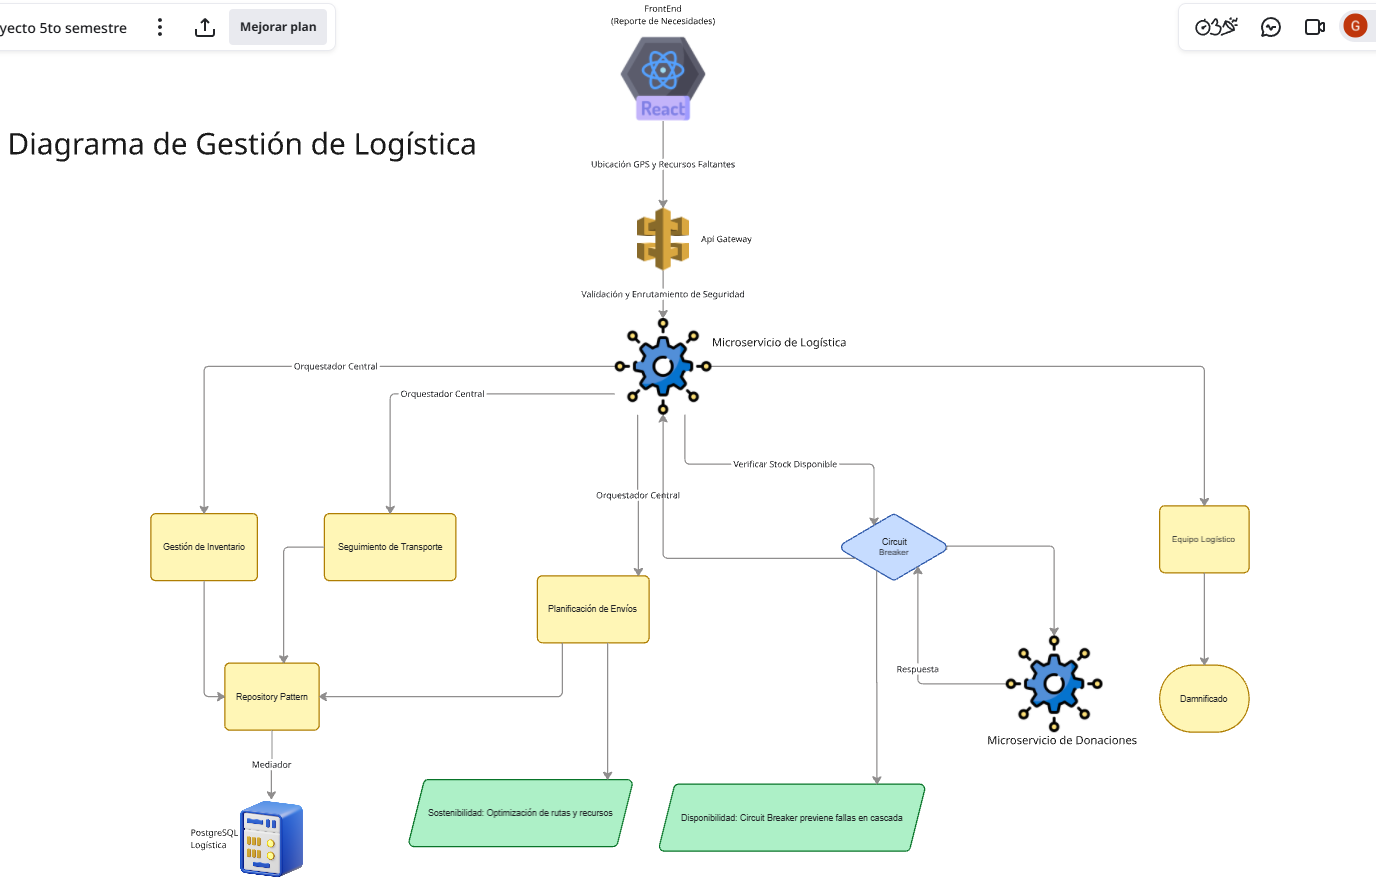 yecto 5to semestre
Mejorar plan
G
FrontEnd
(Reporte de Necesidades)
React
Diagrama de Gestión de Logística
Ubicación GPS y Recursos Faltantes
Api Gateway
Validación y Enrutamiento de Seguridad
Microservicio de Logística
Orquestador Central
Orquestador Central
Verificar Stock Disponible
Orquestador Central
Gestión de Inventario
Seguimiento de Transporte
Circuit
Breaker
Equipo Logístico
Planificación de Envíos
Respuesta
Repository Pattern
Damnificado
Microservicio de Donaciones
Mediador
PostgreSQL
Logística
Sostenibilidad: Optimización de rutas y recursos
Disponibilidad: Circuit Breaker previene fallas en cascada